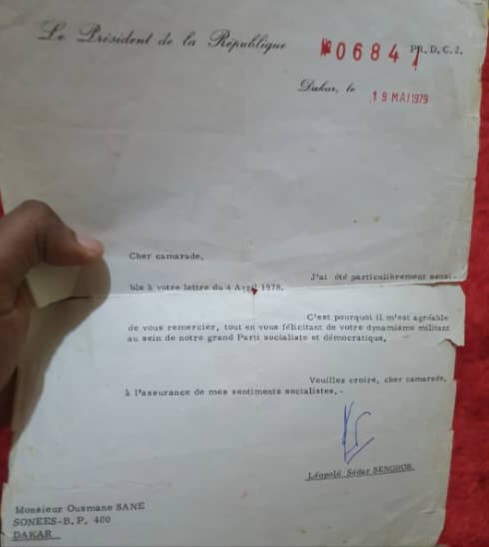 Le Président de la République
№ 0684 PR.D.C.2.
Dakar, le 19 MAI 1979
Cher camarade,
J'ai été particulièrement sensi-
ble à votre lettre du 4 Avril 1978.
C'est pourquoi il m'est agréable
de vous remercier, tout en vous félicitant de votre dynamisme militant
au sein de notre grand Parti socialiste et démocratique.
Veuillez croire, cher camarade,
à l'assurance de mes sentiments socialistes.-
Léopold Sédar SENGHOR
Monsieur Ousmane SANE
SONEES-B.P. 400
DAKAR